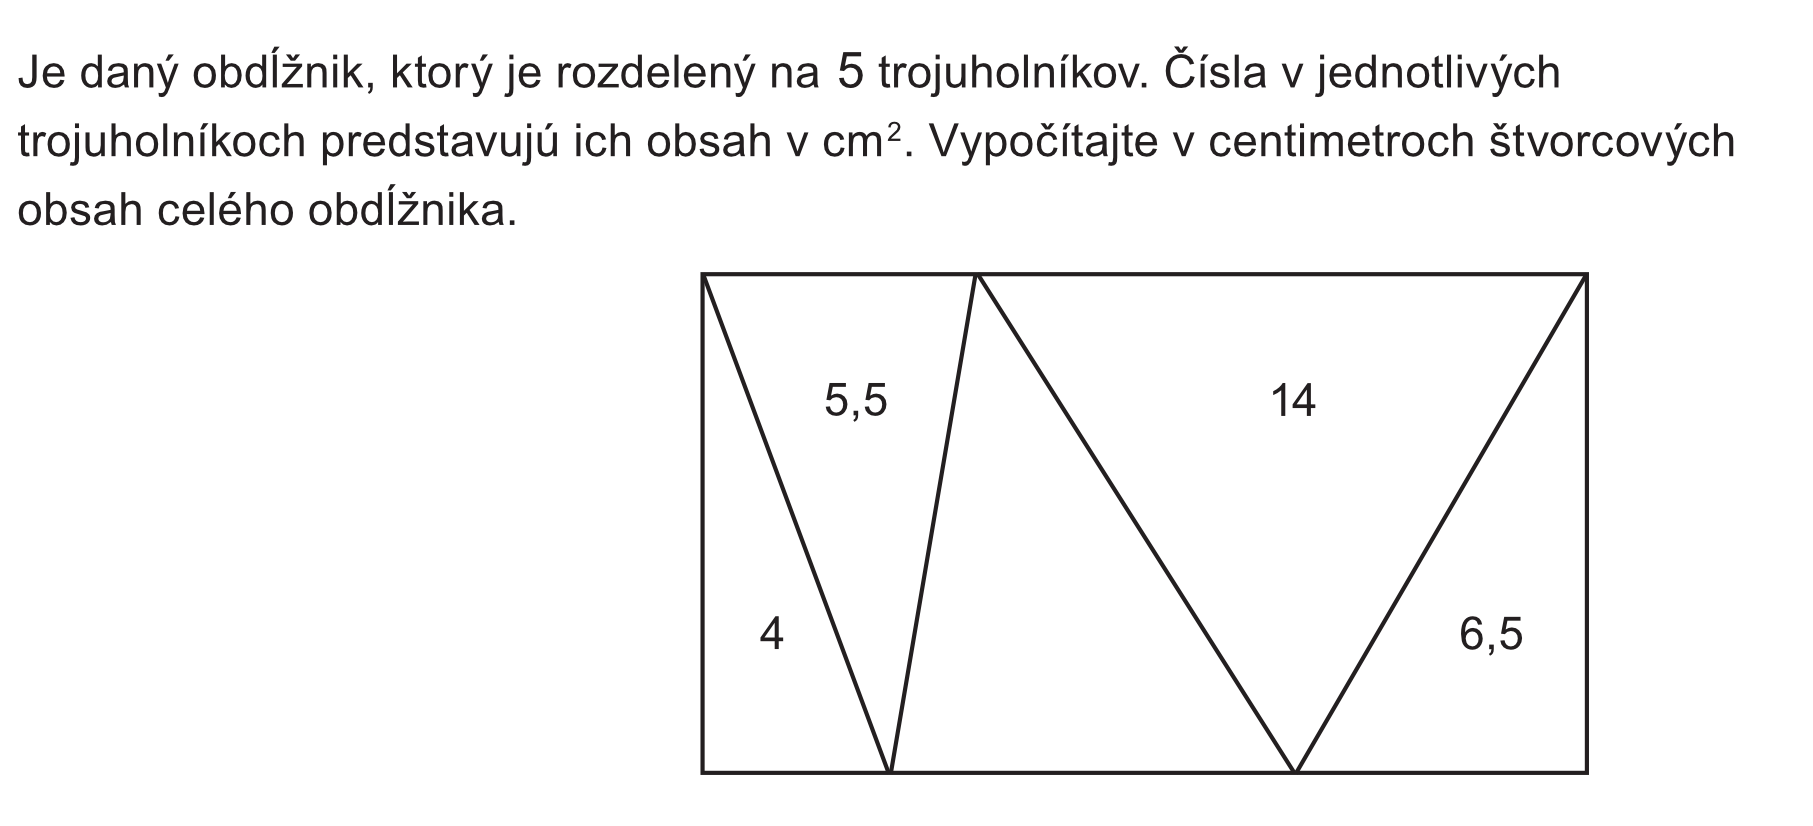 Je daný obdĺžnik, ktorý je rozdelený na 5 trojuholníkov. Čísla v jednotlivých
trojuholníkoch predstavujú ich obsah v cm². Vypočítajte v centimetroch štvorcových
obsah celého obdĺžnika.
5,5
14
4
6,5